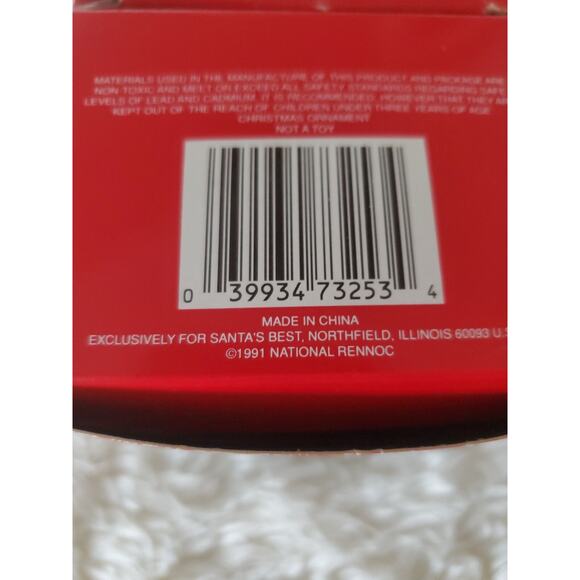 MATERIALS USED IN THE MANUFACTURE OF THIS PRODUCT AND PACKAGE ARE
NON TOXIC AND MEET OR EXCEED ALL SAFETY STANDARDS REGARDING SAFE
LEVELS OF LEAD AND CADMIUM. IT IS RECOMMENDED, HOWEVER THAT THEY
KEPT OUT OF THE REACH OF CHILDREN UNDER THREE YEARS OF AGE
CHRISTMAS ORNAMENT
NOT A TOY
0 39934 73253 4
MADE IN CHINA
EXCLUSIVELY FOR SANTA'S BEST, NORTHFIELD, ILLINOIS 60093 U.S
©1991 NATIONAL RENNOC